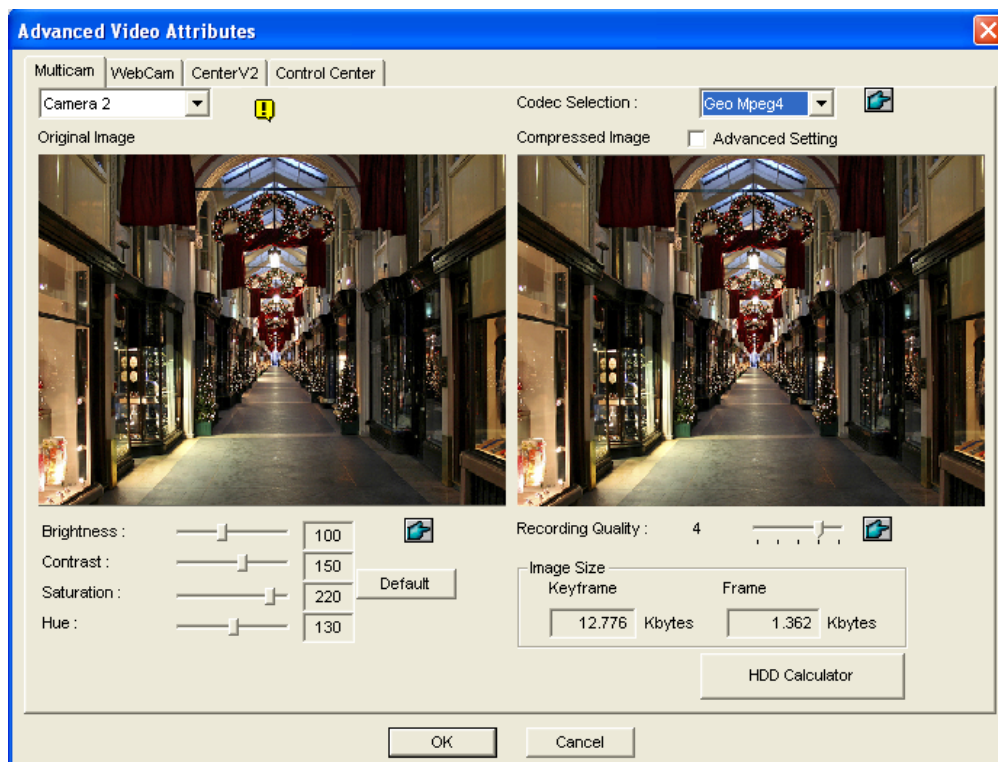 Advanced Video Attributes
Multicam WebCam CenterV2 Control Center
Camera 2
Codec Selection : Geo Mpeg4
Original Image
Compressed Image Advanced Setting
Brightness : 100
Contrast : 150
Saturation : 220
Hue : 130
Default
Recording Quality : 4
Image Size
Keyframe Frame
12.776 Kbytes 1.362 Kbytes
HDD Calculator
OK Cancel